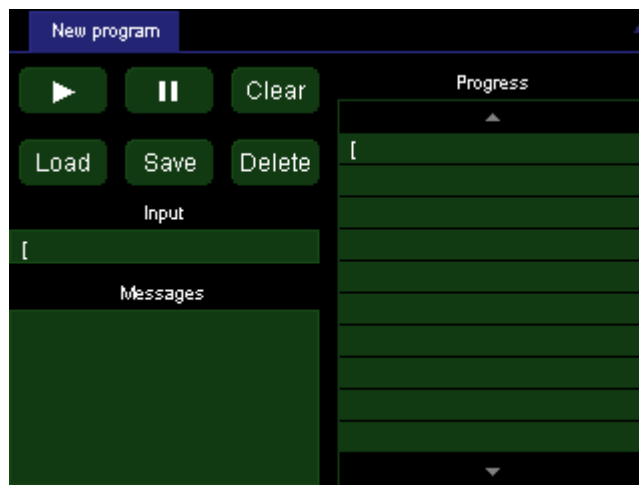 New program
Clear
Load Save Delete
Input
[
Messages
Progress
[